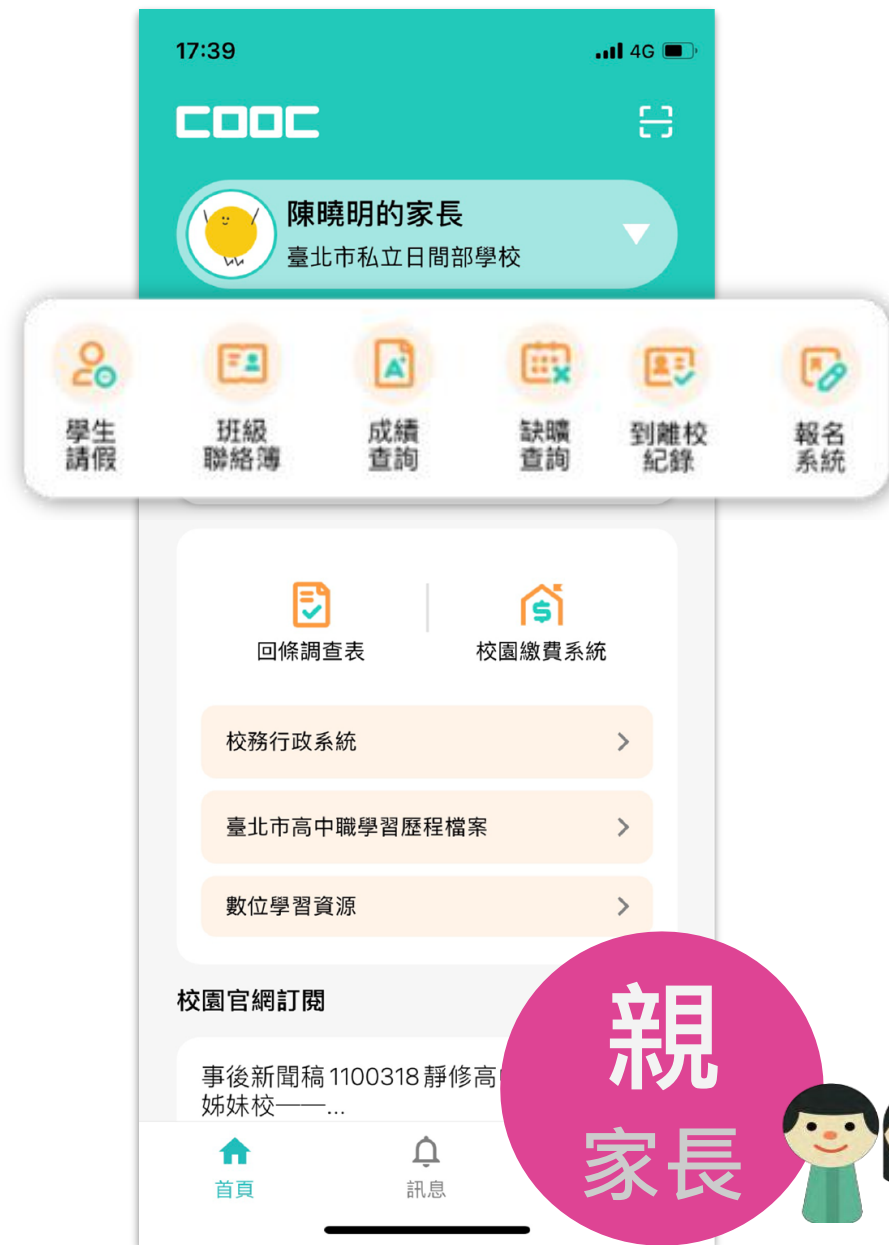 17:39
4G
COOC
陳曉明的家長
臺北市私立日間部學校
學生
請假
班級
聯絡簿
成績
查詢
缺曠
查詢
到離校
紀錄
報名
系統
回條調查表
校園繳費系統
校務行政系統
臺北市高中職學習歷程檔案
數位學習資源
校園官網訂閱
事後新聞稿 1100318 靜修高
姊妹校——...
首頁
訊息
親
家長